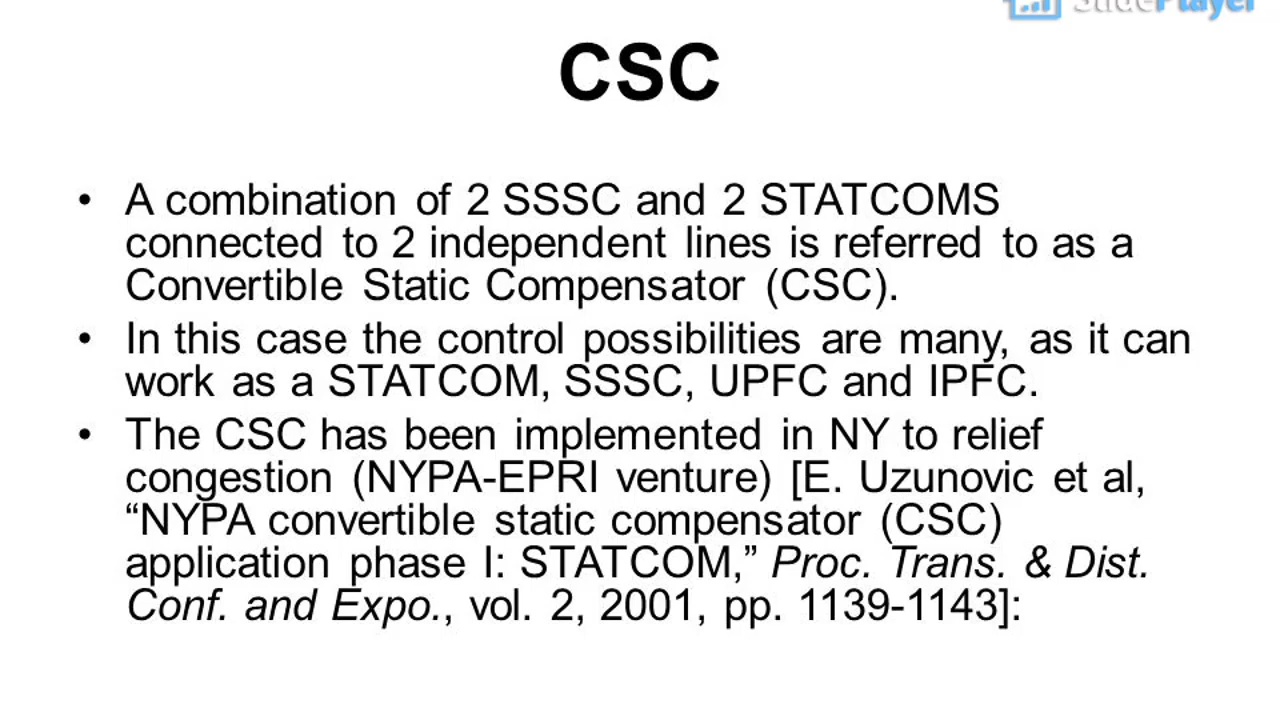 SlidePlayer
CSC
• A combination of 2 SSSC and 2 STATCOMS
connected to 2 independent lines is referred to as a
Convertible Static Compensator (CSC).
• In this case the control possibilities are many, as it can
work as a STATCOM, SSSC, UPFC and IPFC.
• The CSC has been implemented in NY to relief
congestion (NYPA-EPRI venture) [E. Uzunovic et al,
“NYPA convertible static compensator (CSC)
application phase I: STATCOM,” Proc. Trans. & Dist.
Conf. and Expo., vol. 2, 2001, pp. 1139-1143]: